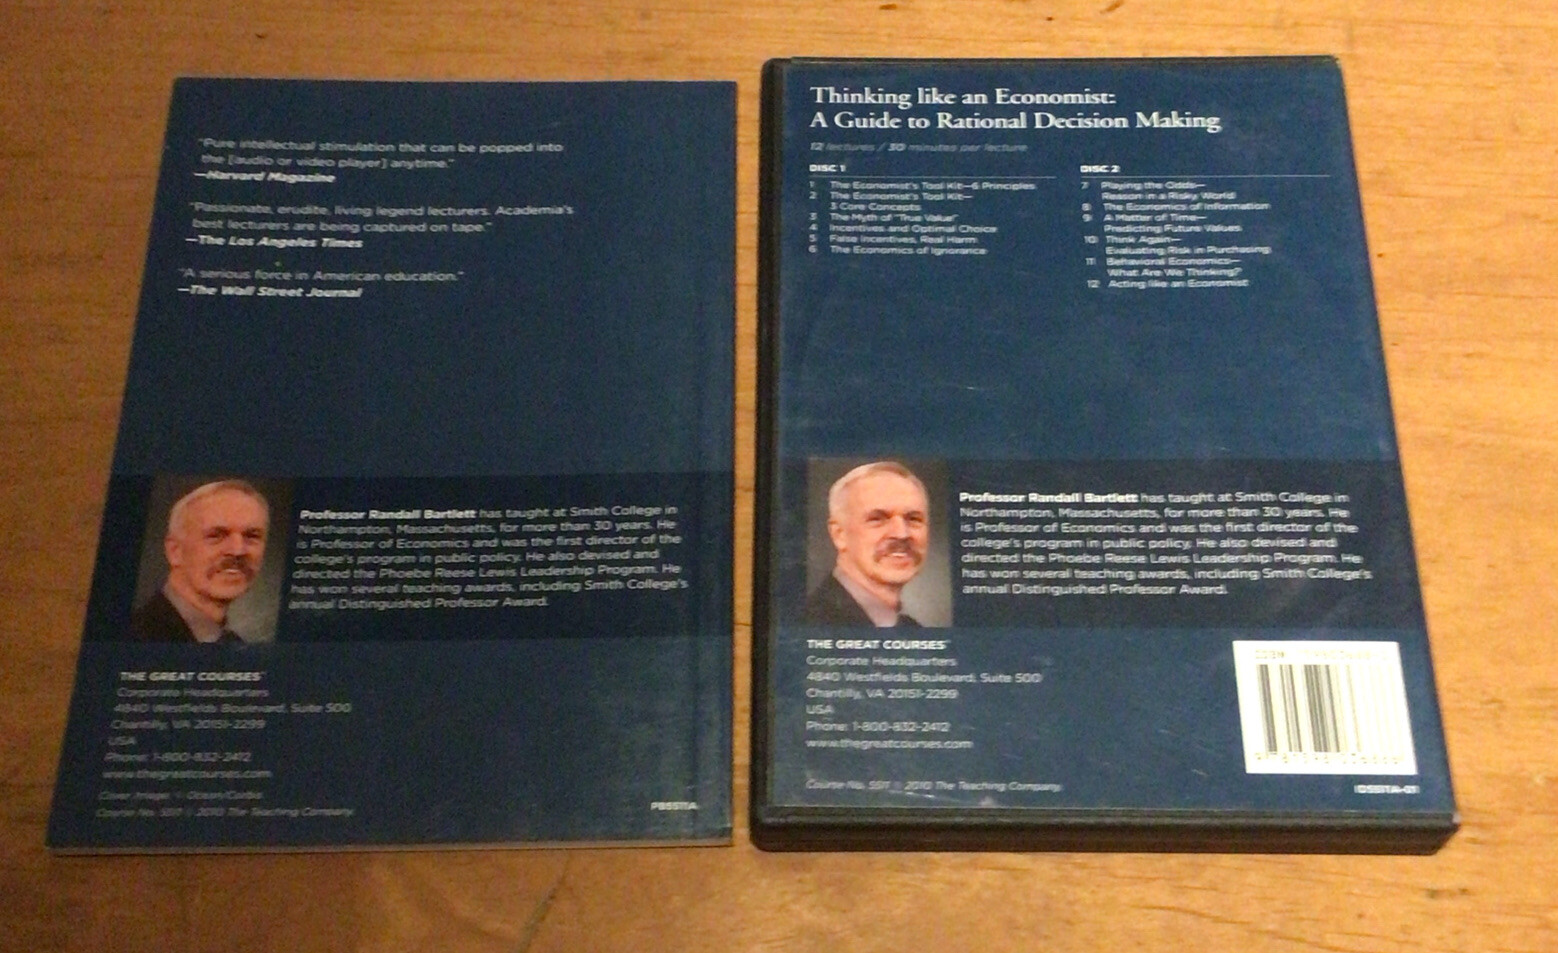 "Pure intellectual stimulation that can be popped into
the [audio or video player] anytime."
—Harvard Magazine
"Passionate, erudite, living legend lecturers. Academia's
best lecturers are being captured on tape."
—The Los Angeles Times
"A serious force in American education."
—The Wall Street Journal
Professor Randall Bartlett has taught at Smith College in
Northampton, Massachusetts, for more than 30 years. He
is Professor of Economics and was the first director of the
college's program in public policy. He also devised and
directed the Phoebe Reese Lewis Leadership Program. He
has won several teaching awards, including Smith College's
annual Distinguished Professor Award.
THE GREAT COURSES
Corporate Headquarters
4840 Westfields Boulevard, Suite 500
Chantilly, VA 20151-2299
USA
Phone: 1-800-832-2412
www.thegreatcourses.com
Cover Image: © Ocean/Corbis
Course No. 5511 © 2010 The Teaching Company.
PB5511A
Thinking like an Economist:
A Guide to Rational Decision Making
12 lectures / 30 minutes per lecture
DISC 1
1 The Economist's Tool Kit—6 Principles
2 The Economist's Tool Kit—
3 Core Concepts
3 The Myth of "True Value"
4 Incentives and Optimal Choice
5 False Incentives, Real Harm
6 The Economics of Ignorance
DISC 2
7 Playing the Odds—
Reason in a Risky World
8 The Economics of Information
9 A Matter of Time—
Predicting Future Values
10 Think Again—
Evaluating Risk in Purchasing
11 Behavioral Economics—
What Are We Thinking?
12 Acting like an Economist
Professor Randall Bartlett has taught at Smith College in
Northampton, Massachusetts, for more than 30 years. He
is Professor of Economics and was the first director of the
college's program in public policy. He also devised and
directed the Phoebe Reese Lewis Leadership Program. He
has won several teaching awards, including Smith College's
annual Distinguished Professor Award.
THE GREAT COURSES
Corporate Headquarters
4840 Westfields Boulevard, Suite 500
Chantilly, VA 20151-2299
USA
Phone: 1-800-832-2412
www.thegreatcourses.com
Course No. 5511 © 2010 The Teaching Company.
ISBN
ID5511A-01